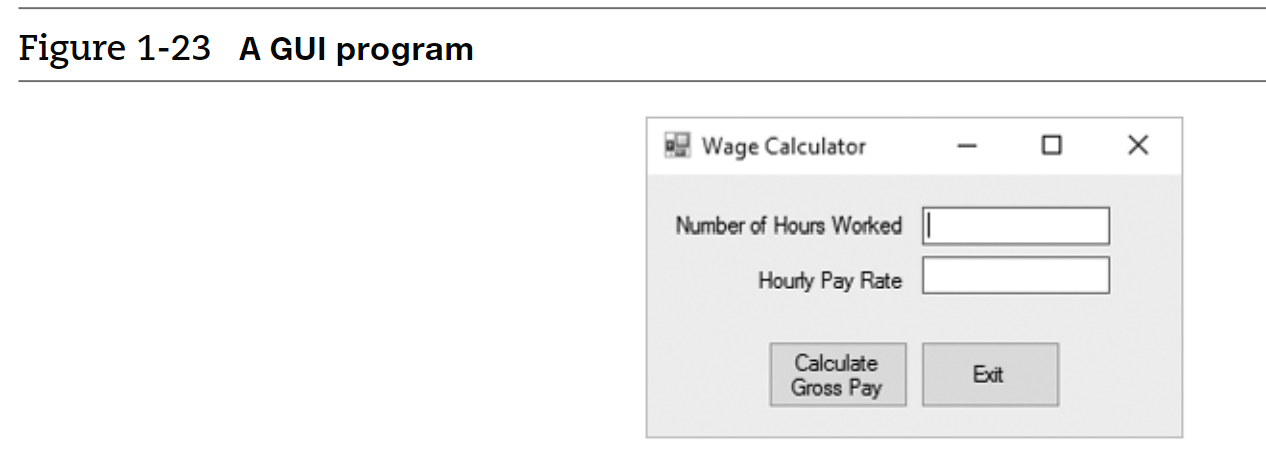 Figure 1-23 A GUI program
Wage Calculator
Number of Hours Worked
Hourly Pay Rate
Calculate
Gross Pay
Exit